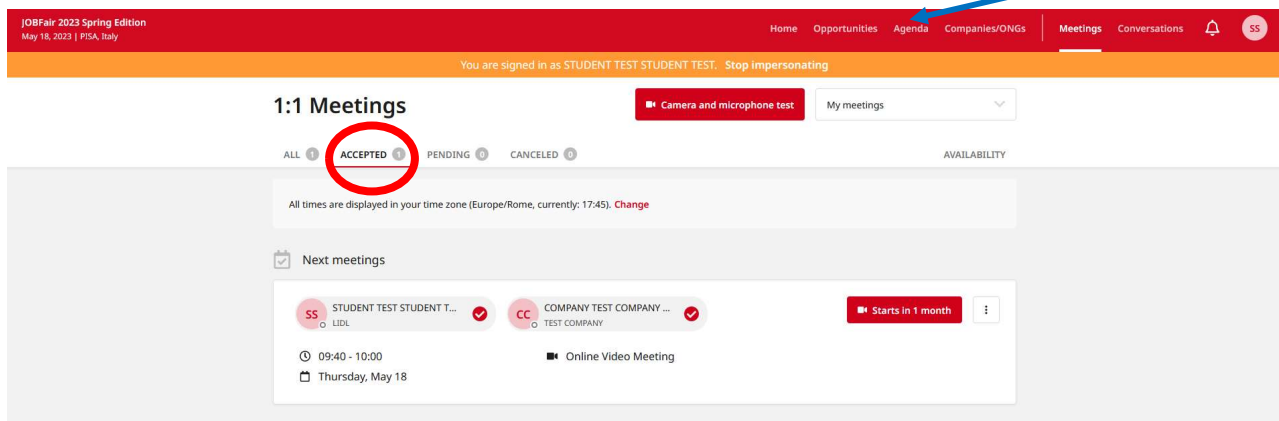 JOBFair 2023 Spring Edition
May 18, 2023 | PISA, Italy
Home Opportunities Agenda Companies/ONGs Meetings Conversations SS
You are signed in as STUDENT TEST STUDENT TEST. Stop impersonating
1:1 Meetings
Camera and microphone test
My meetings
ALL 1 ACCEPTED 1 PENDING 0 CANCELED 0 AVAILABILITY
All times are displayed in your time zone (Europe/Rome, currently: 17:45). Change
Next meetings
SS STUDENT TEST STUDENT T...
LIDL
CC COMPANY TEST COMPANY ...
TEST COMPANY
Starts in 1 month
09:40 - 10:00
Online Video Meeting
Thursday, May 18